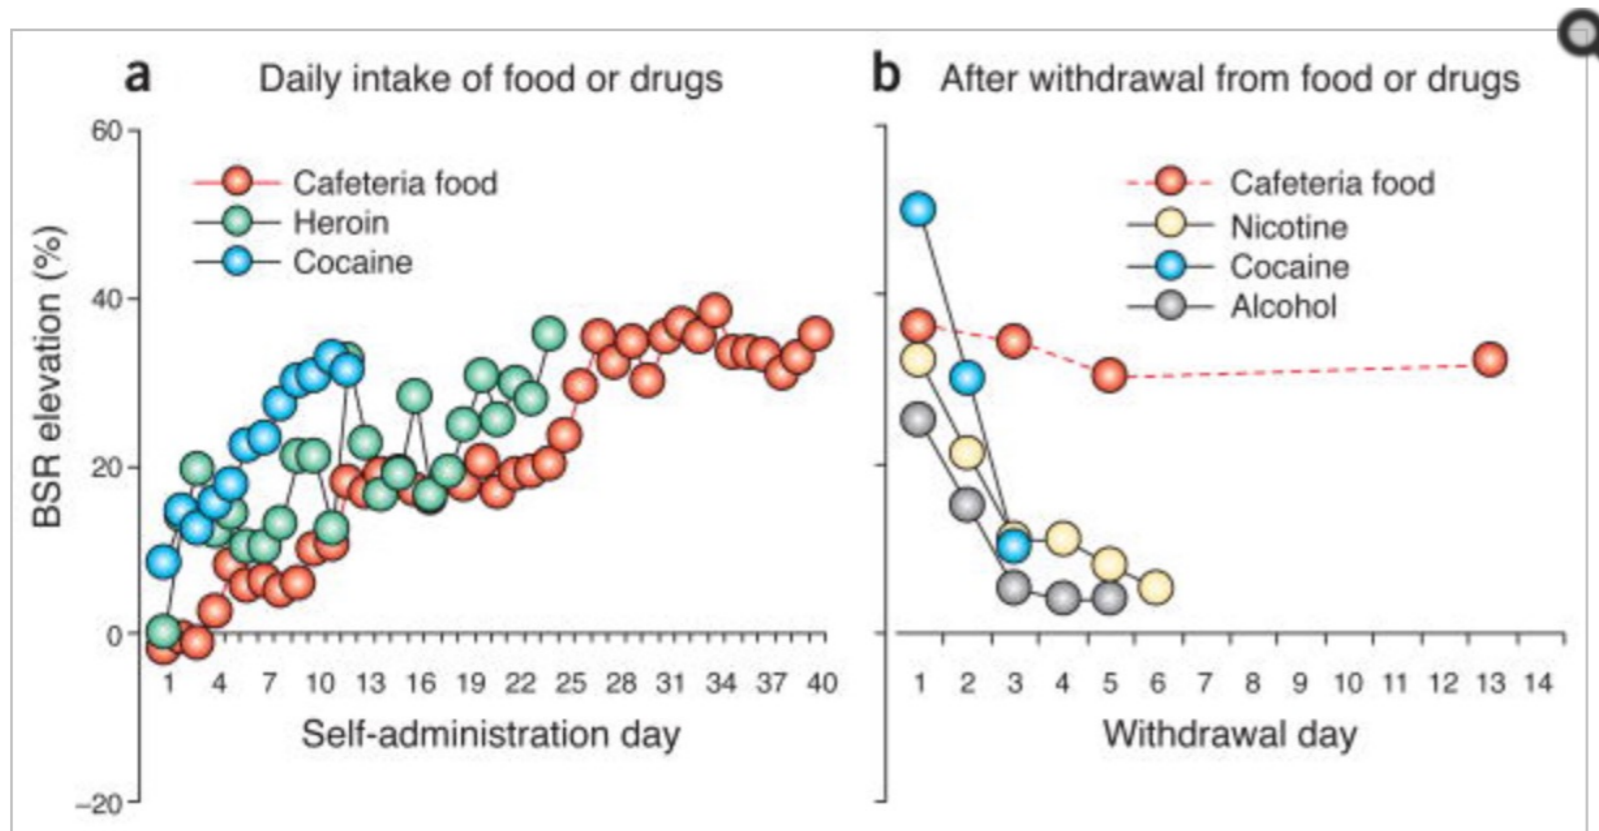 a Daily intake of food or drugs
60
40
20
0
–20
BSR elevation (%)
Cafeteria food
Heroin
Cocaine
1 4 7 10 13 16 19 22 25 28 31 34 37 40
Self-administration day
b After withdrawal from food or drugs
Cafeteria food
Nicotine
Cocaine
Alcohol
1 2 3 4 5 6 7 8 9 10 11 12 13 14
Withdrawal day